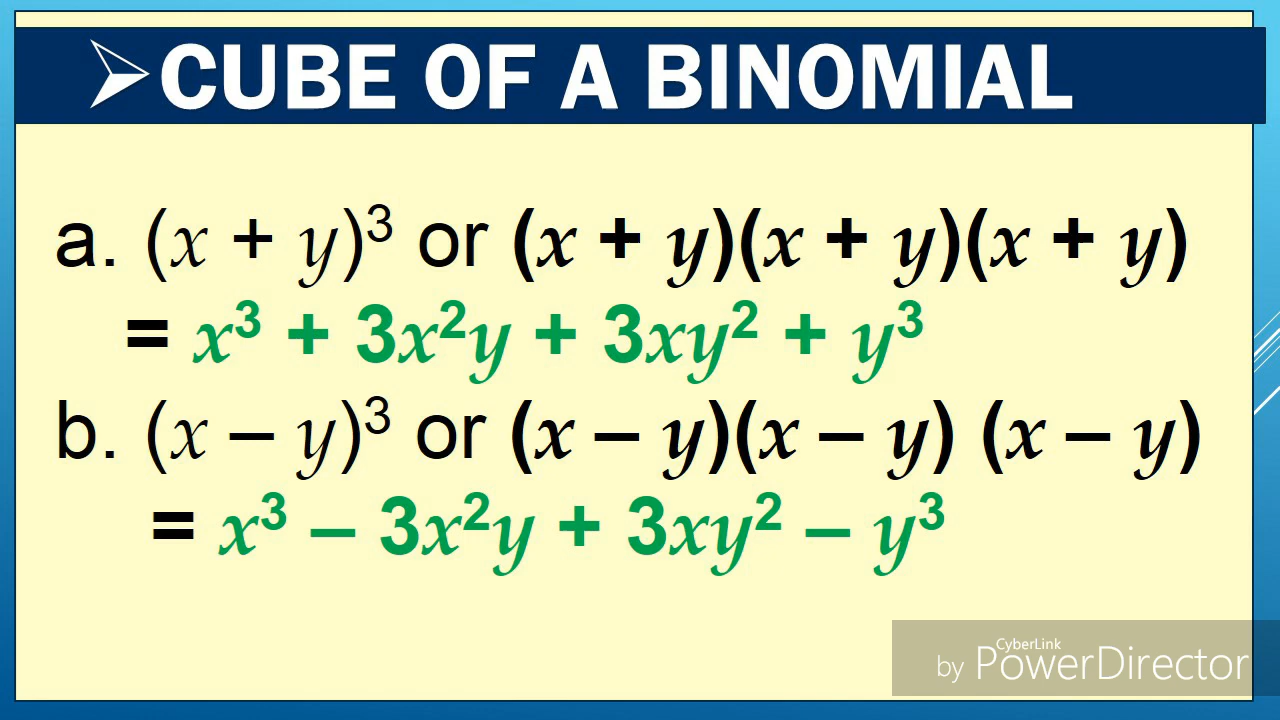 ➢CUBE OF A BINOMIAL
a. (x + y)³ or (x + y)(x + y)(x + y)
= x³ + 3x²y + 3xy² + y³
b. (x – y)³ or (x – y)(x – y) (x – y)
= x³ – 3x²y + 3xy² – y³
CyberLink
by PowerDirector